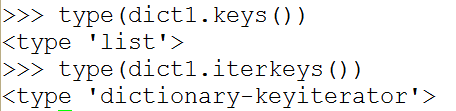 >>> type(dict1.keys())
<type 'list'>
>>> type(dict1.iterkeys())
<type 'dictionary-keyiterator'>